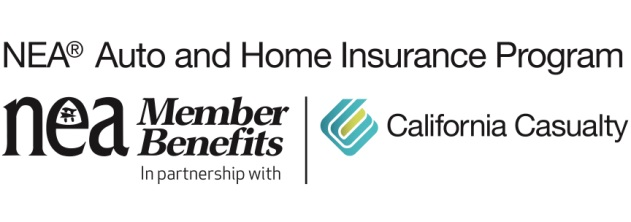 NEA® Auto and Home Insurance Program
nea Member Benefits
In partnership with
California Casualty